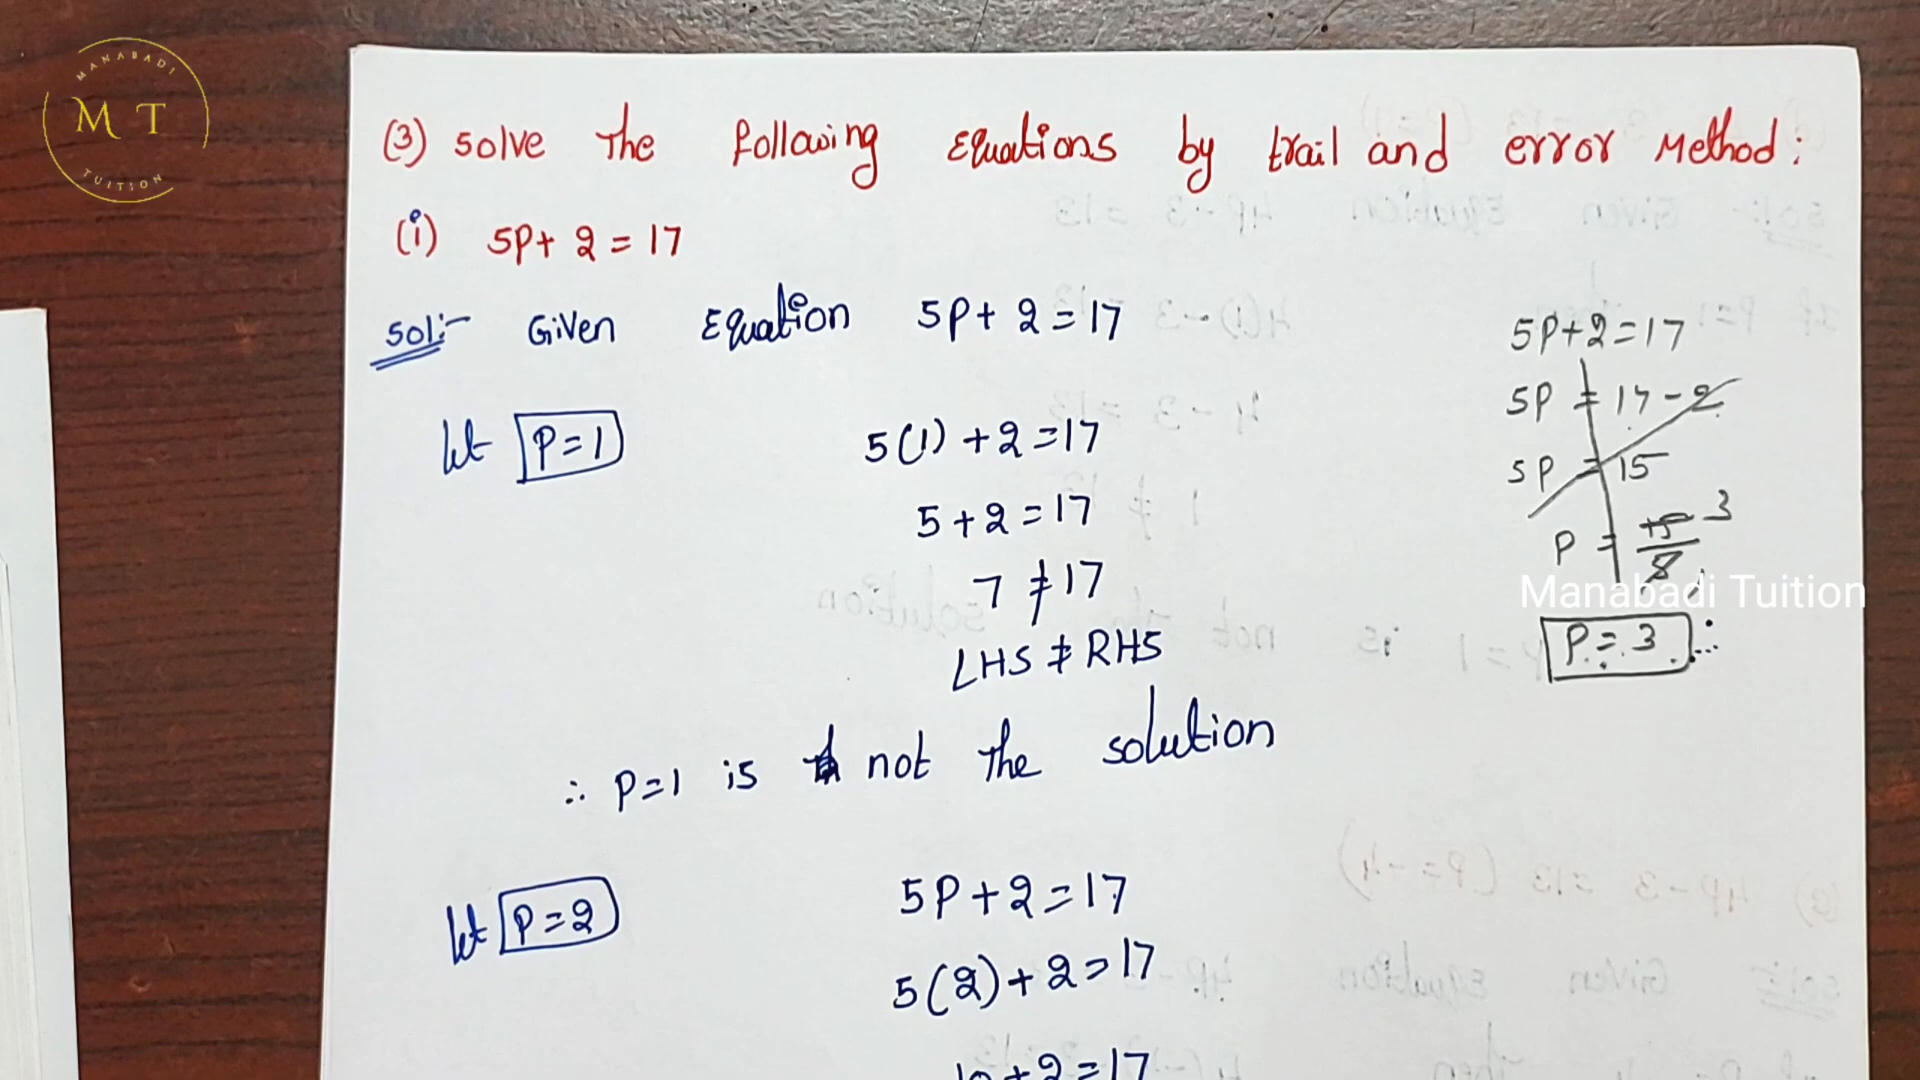 MANABADI
M T
TUITION
(3) solve the following Equations by trail and error Method:
(i) 5P+ 2 = 17
Sol:- Given Equation 5P+ 2 = 17
let P=1
5(1) + 2 = 17
5 + 2 = 17
7 ≠ 17
LHS ≠ RHS
∴ P=1 is not the solution
let P=2
5P + 2 = 17
5(2) + 2 = 17
10 + 2 = 17
5P+2=17
5P = 17-2
5P = 15
P = 15/5 3
Manabadi Tuition
P = 3